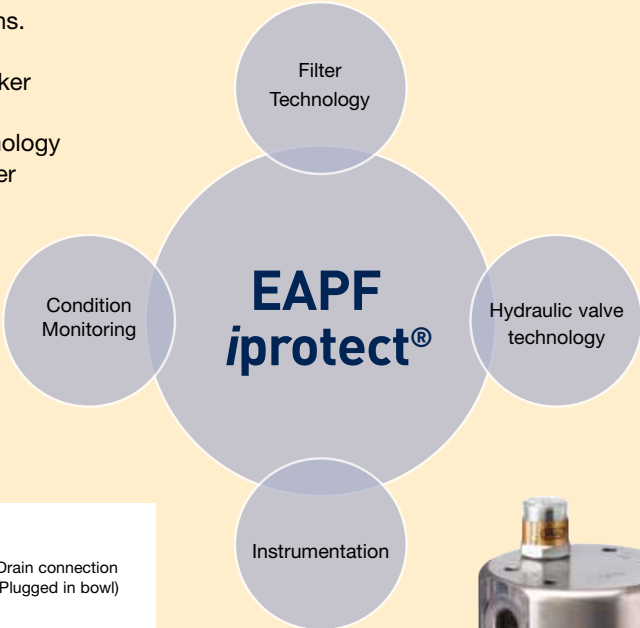 ns.
ker
nology
er
Filter
Technology
Condition
Monitoring
EAPF
iprotect®
Hydraulic valve
technology
Instrumentation
Drain connection
Plugged in bowl)